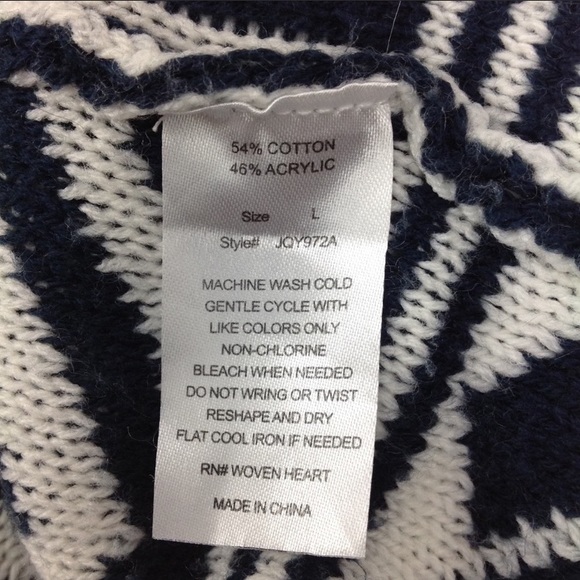 54% COTTON
46% ACRYLIC
Size L
Style# JQY972A
MACHINE WASH COLD
GENTLE CYCLE WITH
LIKE COLORS ONLY
NON-CHLORINE
BLEACH WHEN NEEDED
DO NOT WRING OR TWIST
RESHAPE AND DRY
FLAT COOL IRON IF NEEDED
RN# WOVEN HEART
MADE IN CHINA